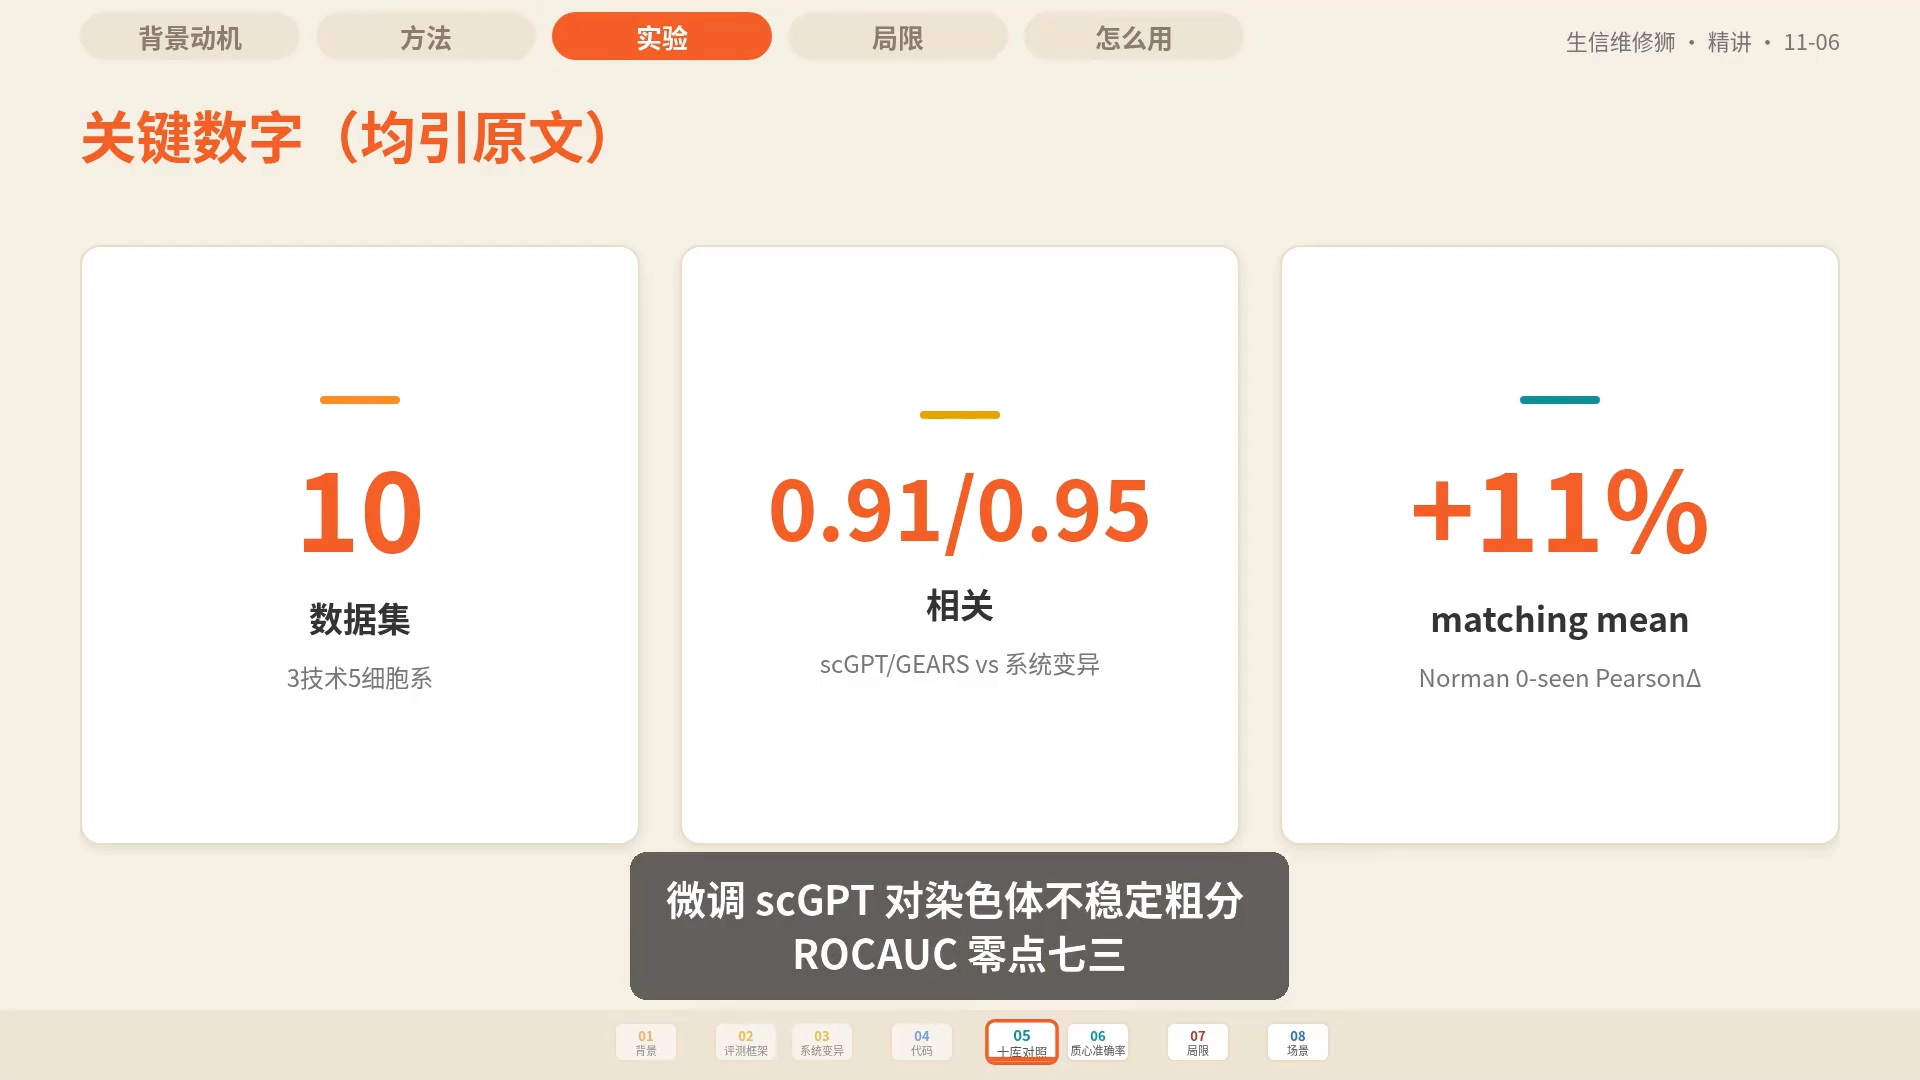 背景动机
方法
实验
局限
怎么用
生信维修狮 • 精讲 • 11-06
关键数字（均引原文）
10
数据集
3技术5细胞系
0.91/0.95
相关
scGPT/GEARS vs 系统变异
+11%
matching mean
Norman 0-seen PearsonΔ
微调 scGPT 对染色体不稳定粗分
ROCAUC 零点七三
01
背景
02
评测框架
03
系统变异
04
代码
05
十库对照
06
质心准确率
07
局限
08
场景